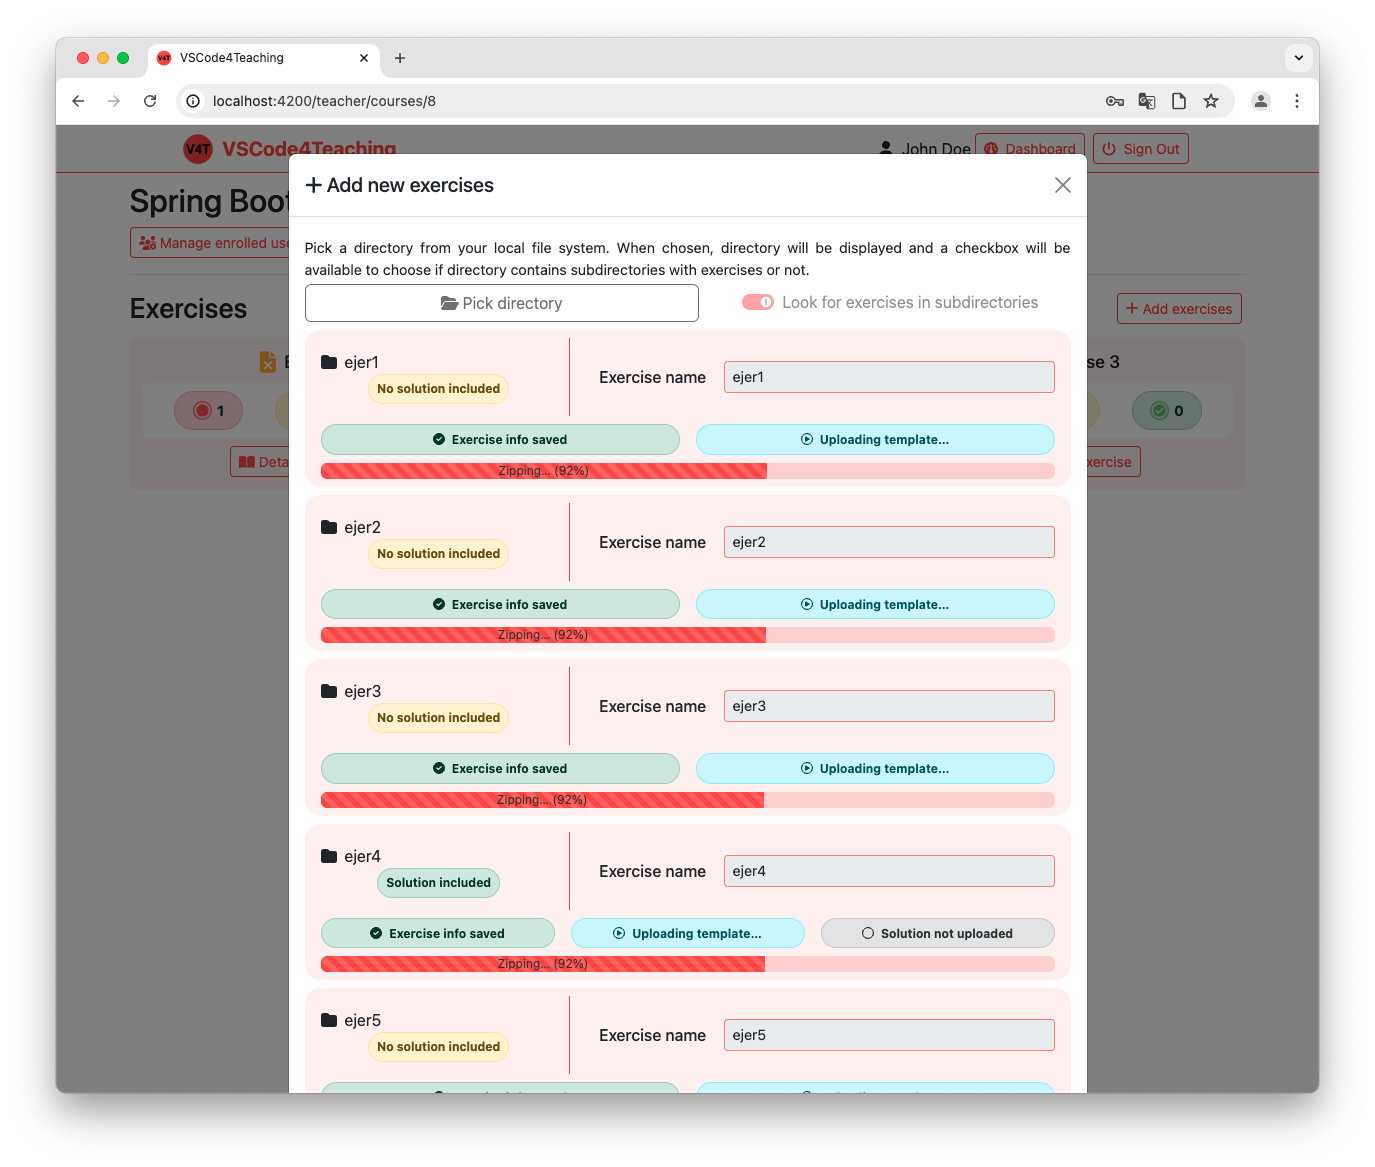 V4T VSCode4Teaching
localhost:4200/teacher/courses/8
V4T VSCode4Teaching John Doe Dashboard Sign Out
Add new exercises
Spring Boot
Manage enrolled use
Pick a directory from your local file system. When chosen, directory will be displayed and a checkbox will be
available to choose if directory contains subdirectories with exercises or not.
Pick directory Look for exercises in subdirectories
Exercises Add exercises
ejer1
No solution included
Exercise name ejer1
se 3
1 0
Exercise info saved Uploading template...
Deta xercise
Zipping... (92%)
ejer2
No solution included
Exercise name ejer2
Exercise info saved Uploading template...
Zipping... (92%)
ejer3
No solution included
Exercise name ejer3
Exercise info saved Uploading template...
Zipping... (92%)
ejer4
Solution included
Exercise name ejer4
Exercise info saved Uploading template... Solution not uploaded
Zipping... (92%)
ejer5
No solution included
Exercise name ejer5